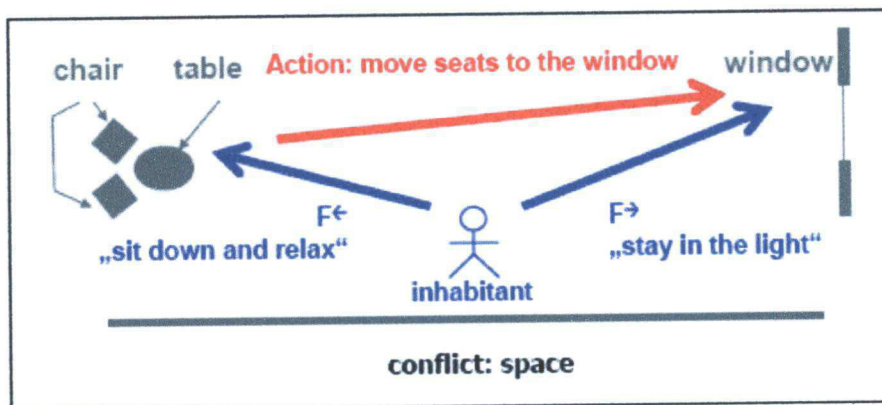 chair table Action: move seats to the window window
F← F→
„sit down and relax“ „stay in the light“
inhabitant
conflict: space